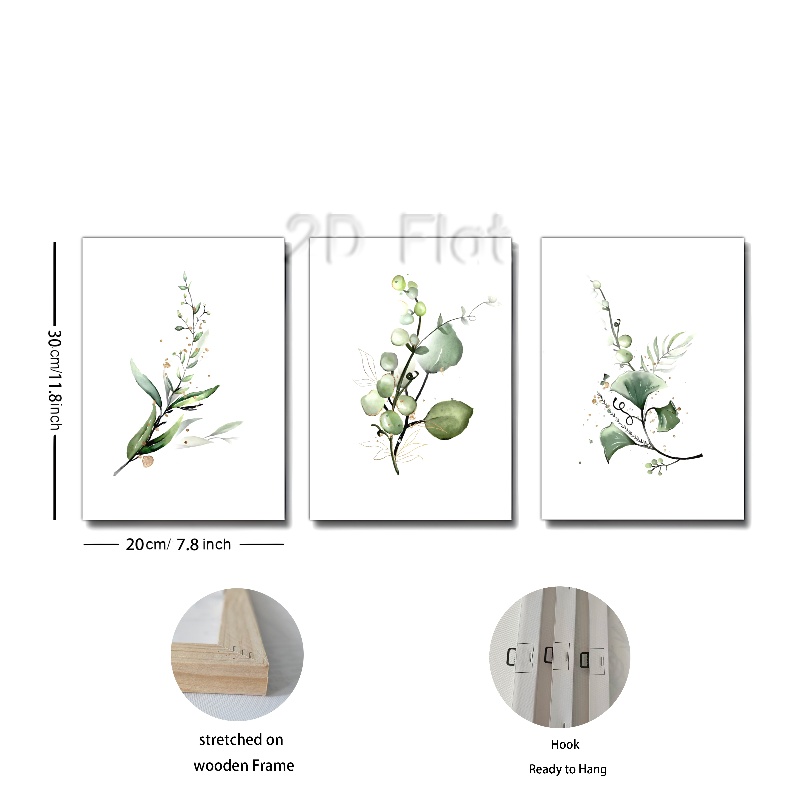 2D Flat
30cm/11.8inch
20cm/ 7.8 inch
stretched on
wooden Frame
Hook
Ready to Hang